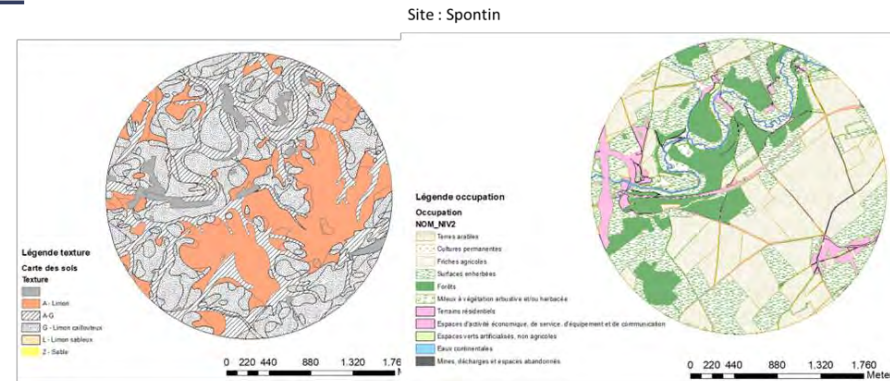 Site : Spontin
Légende texture
Carte des sols
Texture
A - Limon
A-G
G - Limon caillouteux
L - Limon sableux
Z - Sable
0 220 440 880 1.320 1.76
Légende occupation
Occupation
NOM_NIV2
Terres arables
Cultures permanentes
Friches agricoles
Surfaces enherbées
Forêts
Milieux à végétation arbustive et/ou herbacée
Terrains résidentiels
Espaces d'activité économique, de service, d'équipement et de communication
Espaces verts artificialisés, non agricoles
Eaux continentales
Mines, décharges et espaces abandonnés
0 220 440 880 1.320 1.760
Mete